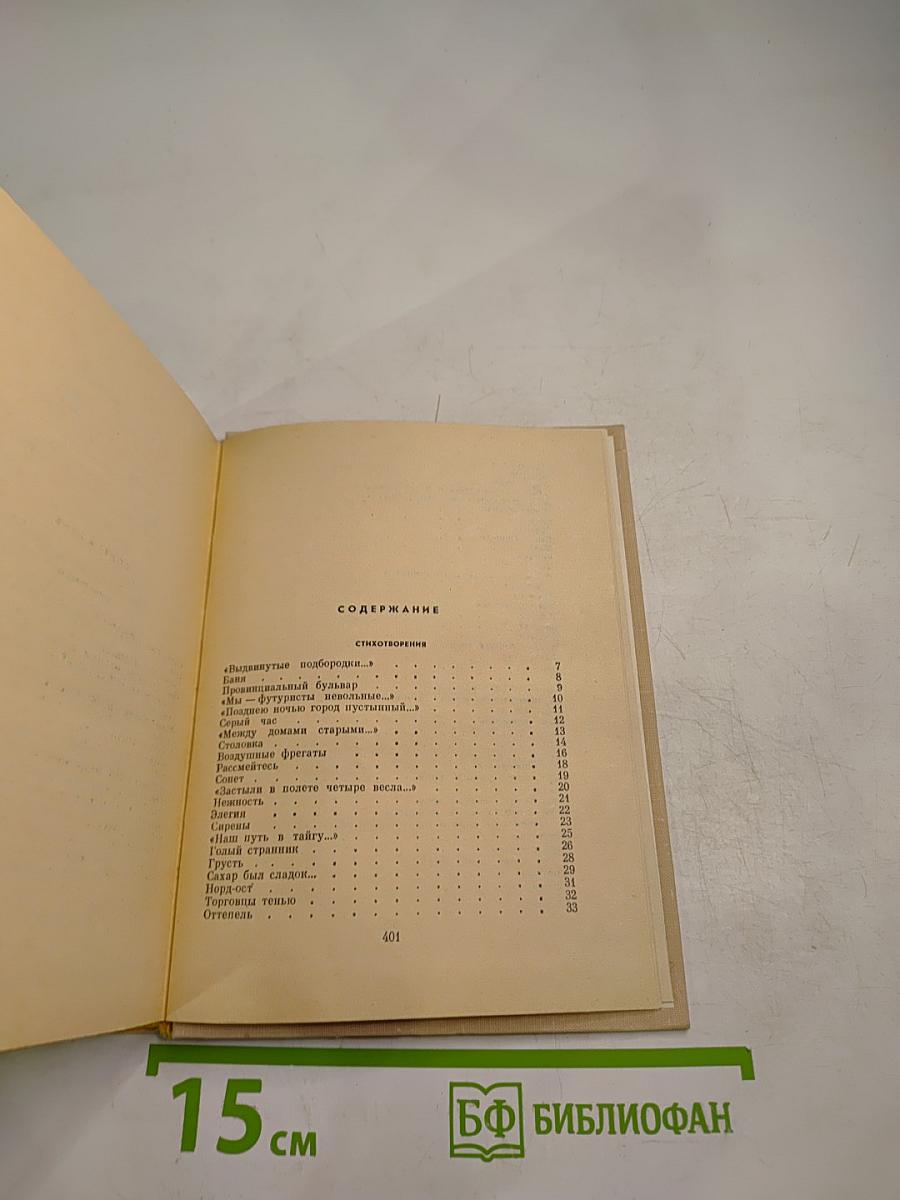 СОДЕРЖАНИЕ
СТИХОТВОРЕНИЯ
«Выдвинутые подбородки...» . . . . . . . 7
Баня . . . . . . . . . . . . 8
Провинциальный бульвар . . . . . . . . 9
«Мы — футуристы невольные...» . . . . . . 10
«Позднею ночью город пустынный...» . . . . . 11
Серый час . . . . . . . . . . . 12
«Между домами старыми...» . . . . . . . 13
Столовка . . . . . . . . . . . . 14
Воздушные фрегаты . . . . . . . . . 16
Рассмейтесь . . . . . . . . . . . 18
Сонет . . . . . . . . . . . . . 19
«Застыли в полете четыре весла...» . . . . . 20
Нежность . . . . . . . . . . . . 21
Элегия . . . . . . . . . . . . 22
Сирены . . . . . . . . . . . . 23
«Наш путь в тайгу...» . . . . . . . . 25
Голый странник . . . . . . . . . . 26
Грусть . . . . . . . . . . . . . 28
Сахар был сладок... . . . . . . . . . 29
Норд-ост . . . . . . . . . . . . 31
Торговцы тенью . . . . . . . . . . 32
Оттепель . . . . . . . . . . . . 33
401
15 см
БФ БИБЛИОФАН